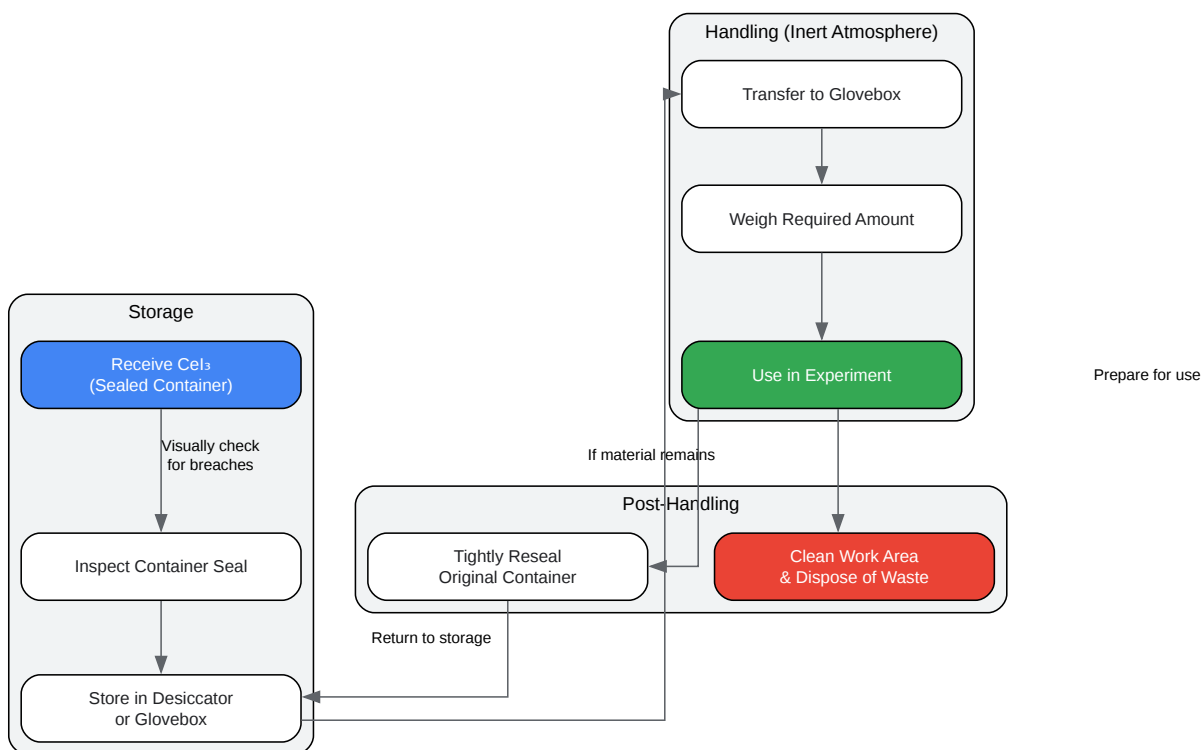 Handling (Inert Atmosphere)
Transfer to Glovebox
Weigh Required Amount
Storage
Receive CeI₃
(Sealed Container)
Use in Experiment
Prepare for use
Visually check
for breaches
If material remains
Post-Handling
Inspect Container Seal
Tightly Reseal
Original Container
Clean Work Area
& Dispose of Waste
Return to storage
Store in Desiccator
or Glovebox